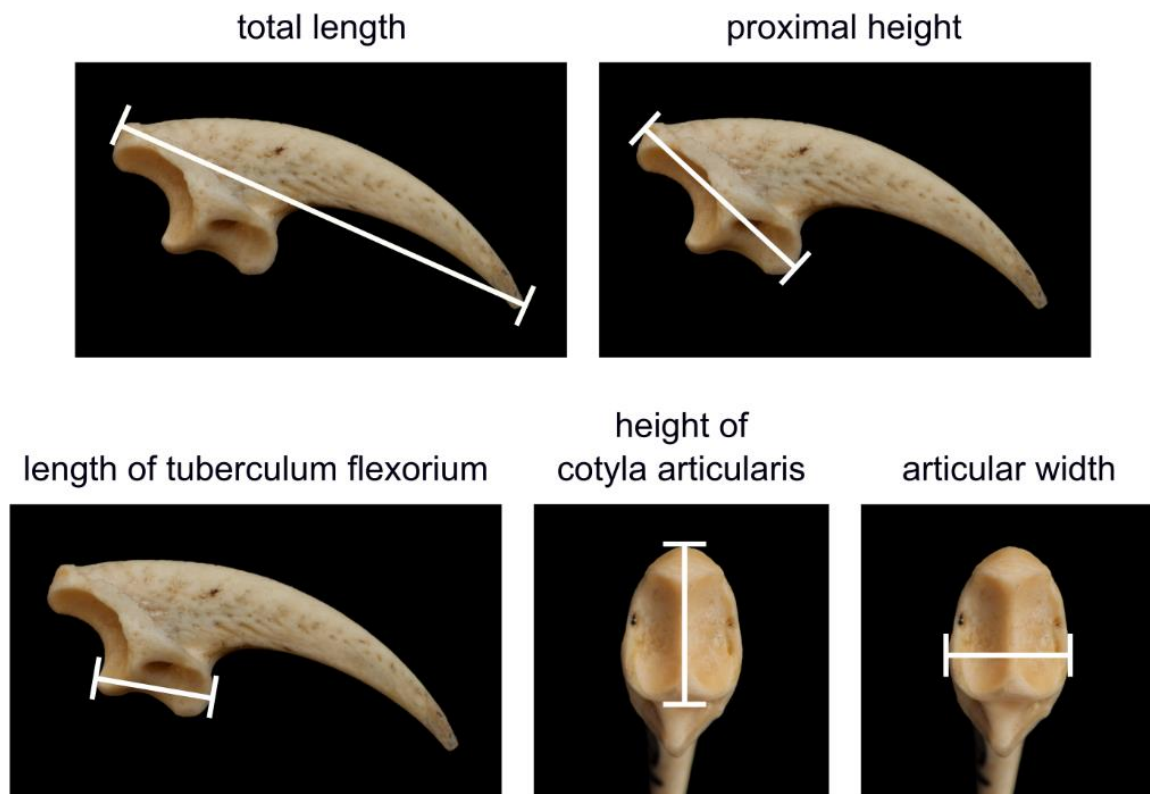 total length
proximal height
length of tuberculum flexorium
height of
cotyla articularis
articular width